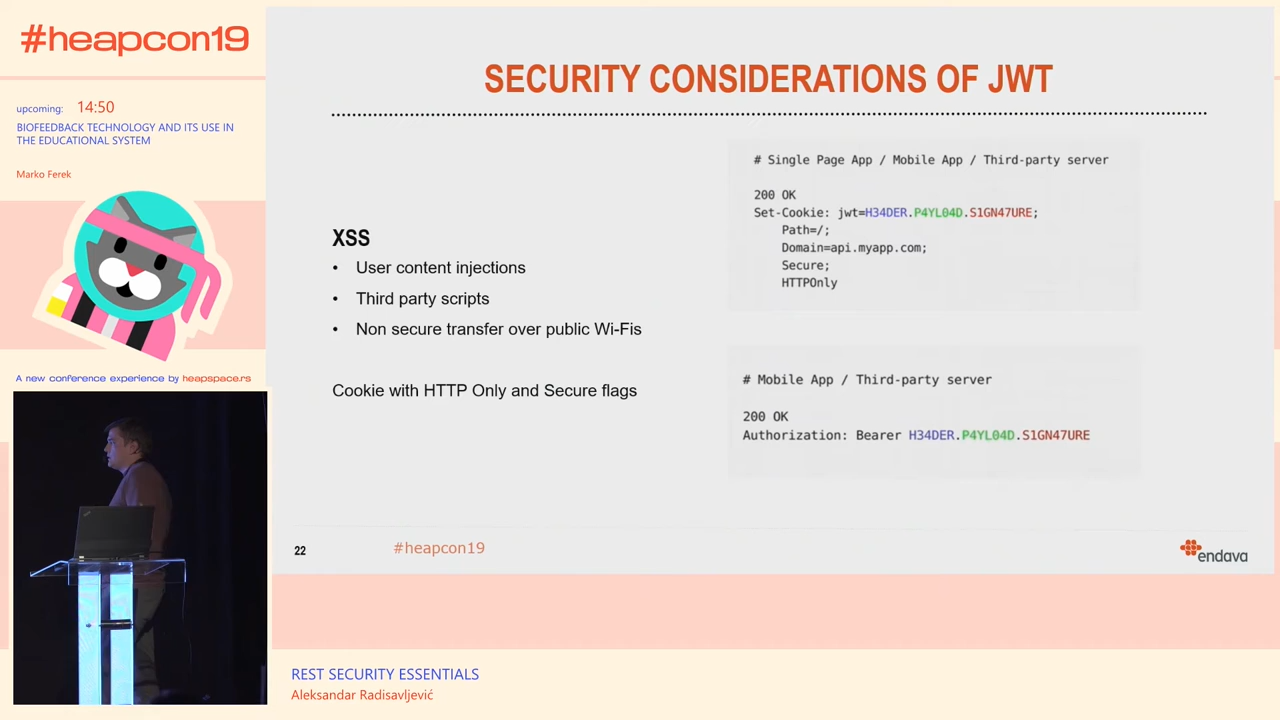 #heapcon19
upcoming: 14:50
BIOFEEDBACK TECHNOLOGY AND ITS USE IN
THE EDUCATIONAL SYSTEM
Marko Ferek
A new conference experience by heapspace.rs
SECURITY CONSIDERATIONS OF JWT
XSS
• User content injections
• Third party scripts
• Non secure transfer over public Wi-Fis
Cookie with HTTP Only and Secure flags
# Single Page App / Mobile App / Third-party server
200 OK
Set-Cookie: jwt=H34DER.P4YL04D.S1GN47URE;
Path=/;
Domain=api.myapp.com;
Secure;
HTTPOnly
# Mobile App / Third-party server
200 OK
Authorization: Bearer H34DER.P4YL04D.S1GN47URE
22
#heapcon19
endava
REST SECURITY ESSENTIALS
Aleksandar Radisavljević